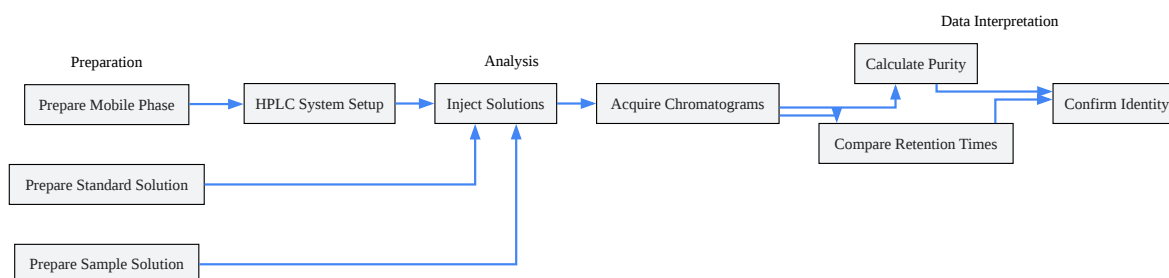 Data Interpretation
Preparation
Analysis
Calculate Purity
Prepare Mobile Phase
HPLC System Setup
Inject Solutions
Acquire Chromatograms
Confirm Identity
Compare Retention Times
Prepare Standard Solution
Prepare Sample Solution